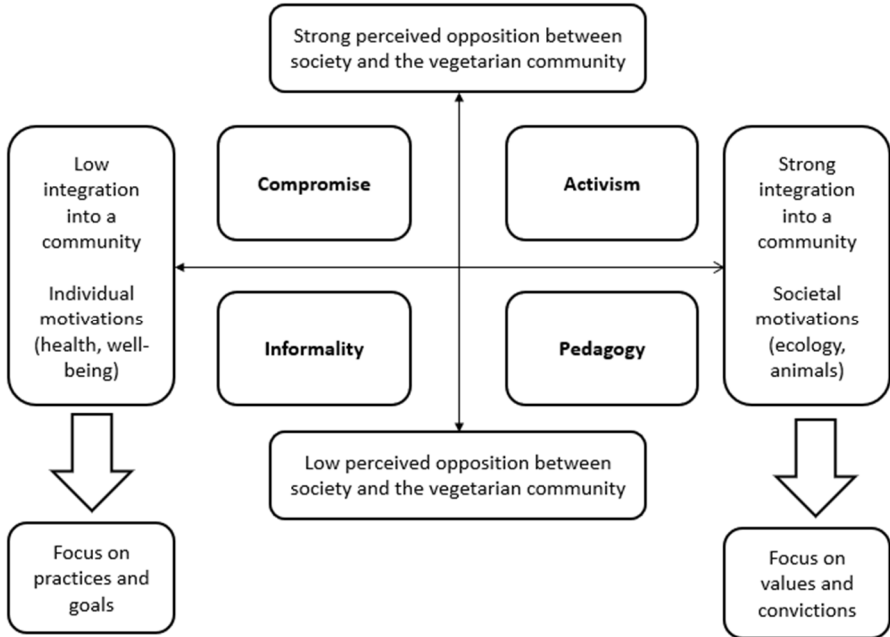 Strong perceived opposition between
society and the vegetarian community
Low
integration
into a
community
Individual
motivations
(health, well-
being)
Compromise
Activism
Informality
Pedagogy
Strong
integration
into a
community
Societal
motivations
(ecology,
animals)
Low perceived opposition between
society and the vegetarian community
Focus on
practices and
goals
Focus on
values and
convictions